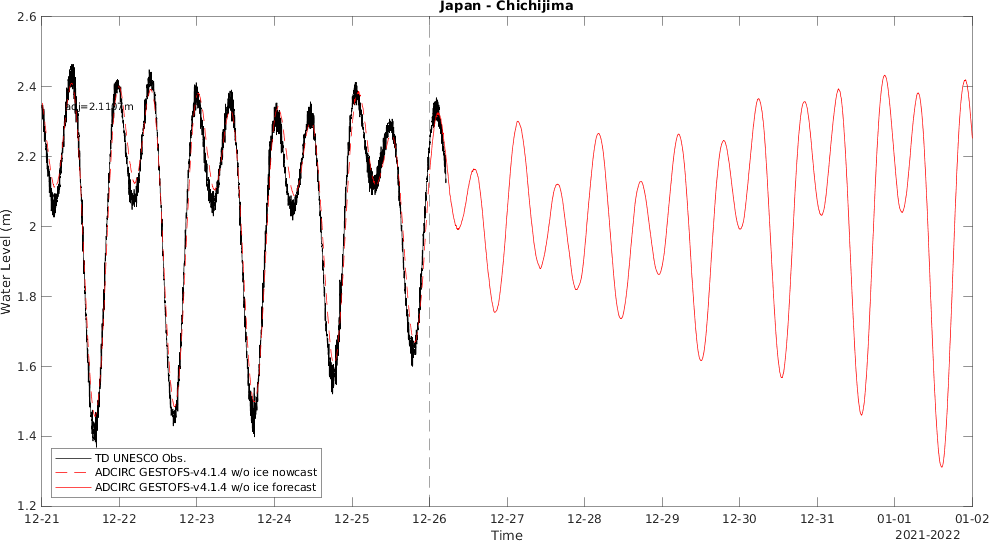 Japan - Chichijima
2.6
2.4
2.2
2
1.8
1.6
1.4
1.2
Water Level (m)
adj=2.1107m
TD UNESCO Obs.
ADCIRC GESTOFS-v4.1.4 w/o ice nowcast
ADCIRC GESTOFS-v4.1.4 w/o ice forecast
12-21 12-22 12-23 12-24 12-25 12-26 12-27 12-28 12-29 12-30 12-31 01-01 01-02
Time
2021-2022